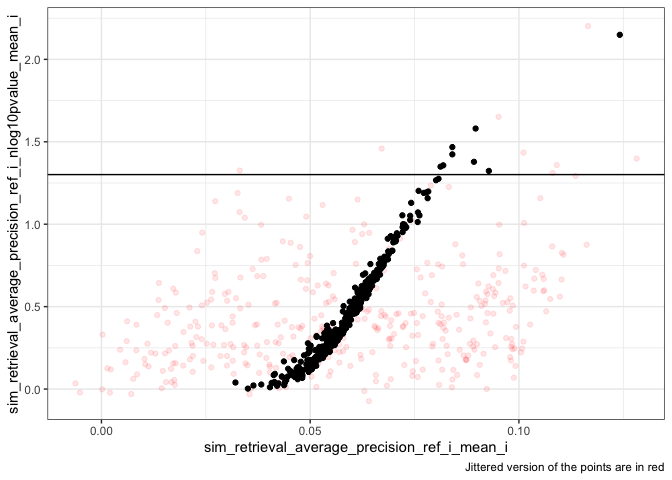 sim_retrieval_average_precision_ref_i_nlog10pvalue_mean_i
2.0
1.5
1.0
0.5
0.0
0.00
0.05
0.10
sim_retrieval_average_precision_ref_i_mean_i
Jittered version of the points are in red